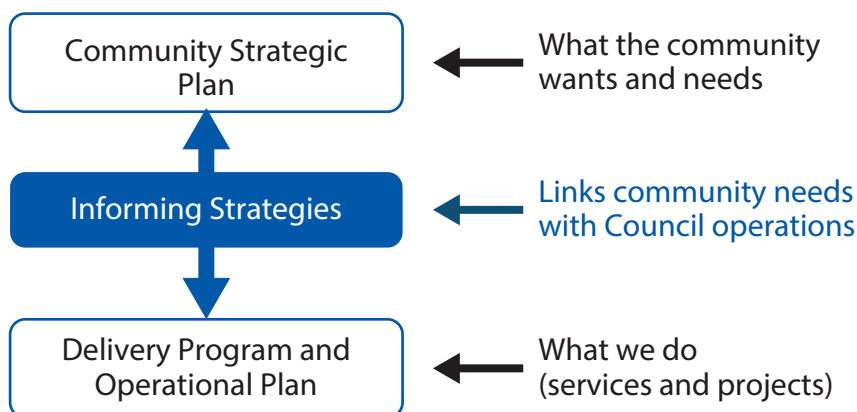 Community Strategic
Plan
What the community
wants and needs
Informing Strategies
Links community needs
with Council operations
Delivery Program and
Operational Plan
What we do
(services and projects)